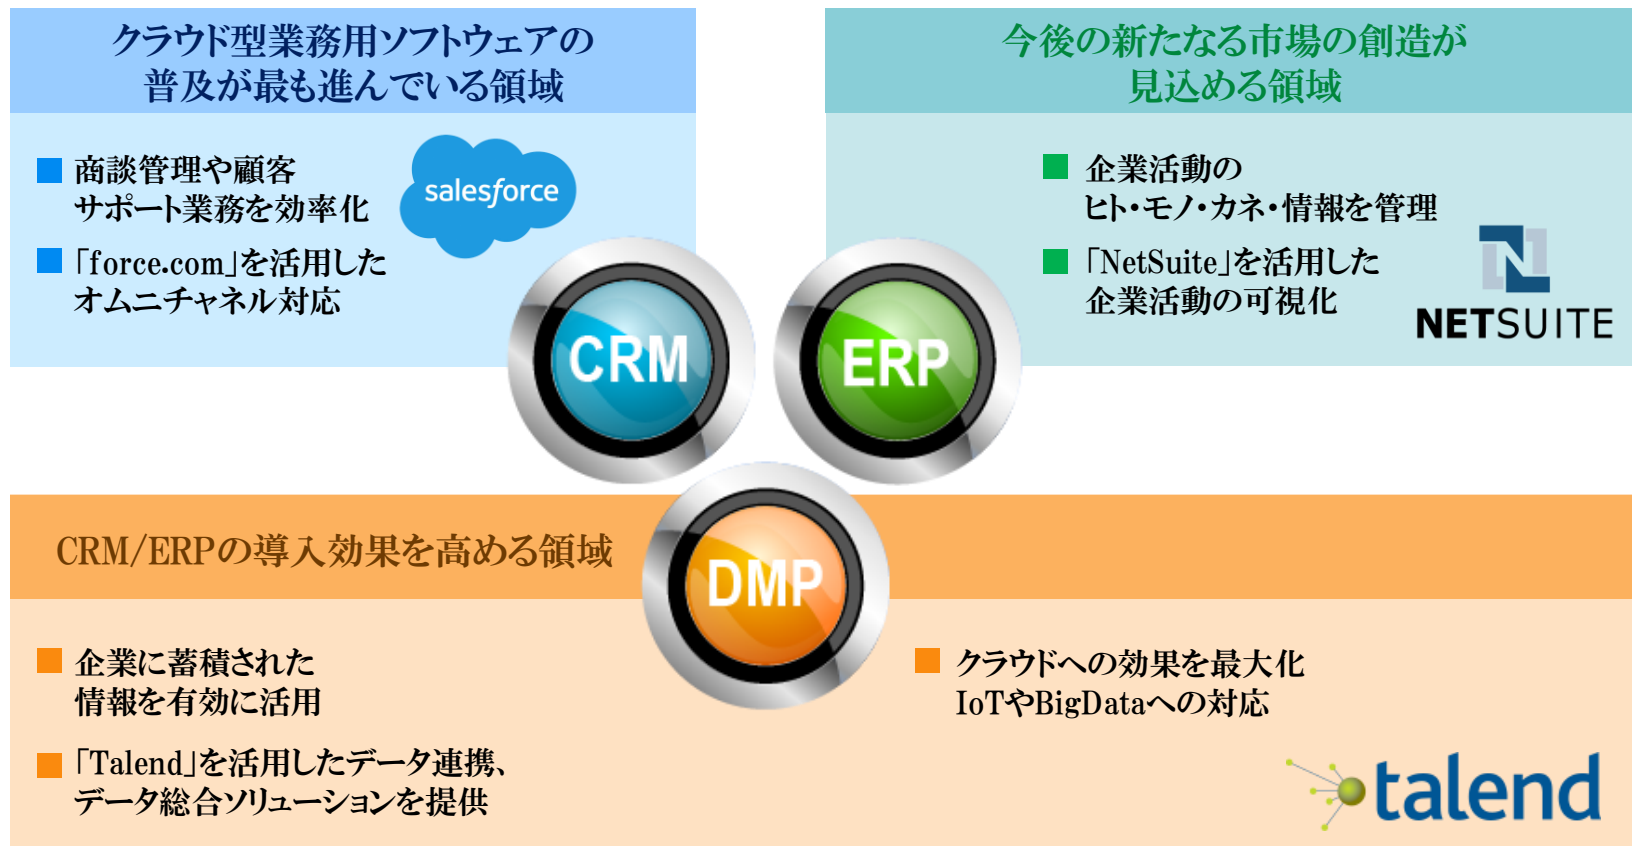 クラウド型業務用ソフトウェアの
普及が最も進んでいる領域
商談管理や顧客
サポート業務を効率化
「force.com」を活用した
オムニチャネル対応
salesforce
CRM
今後の新たなる市場の創造が
見込める領域
企業活動の
ヒト・モノ・カネ・情報を管理
「NetSuite」を活用した
企業活動の可視化
N
NETSUITE
ERP
CRM/ERPの導入効果を高める領域
DMP
企業に蓄積された
情報を有効に活用
「Talend」を活用したデータ連携、
データ総合ソリューションを提供
クラウドへの効果を最大化
IoTやBigDataへの対応
talend